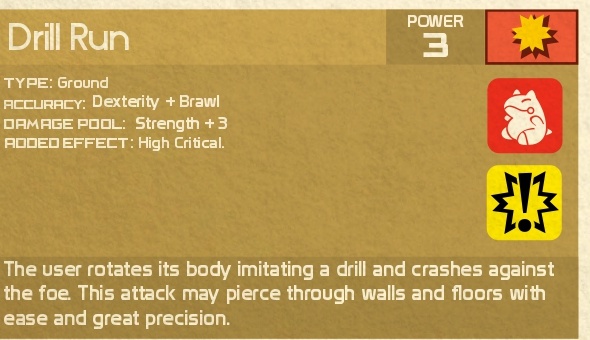 Drill Run
POWER
3
TYPE: Ground
ACCURACY: Dexterity + Brawl
DAMAGE POOL: Strength + 3
ADDED EFFECT: High Critical.
The user rotates its body imitating a drill and crashes against
the foe. This attack may pierce through walls and floors with
ease and great precision.